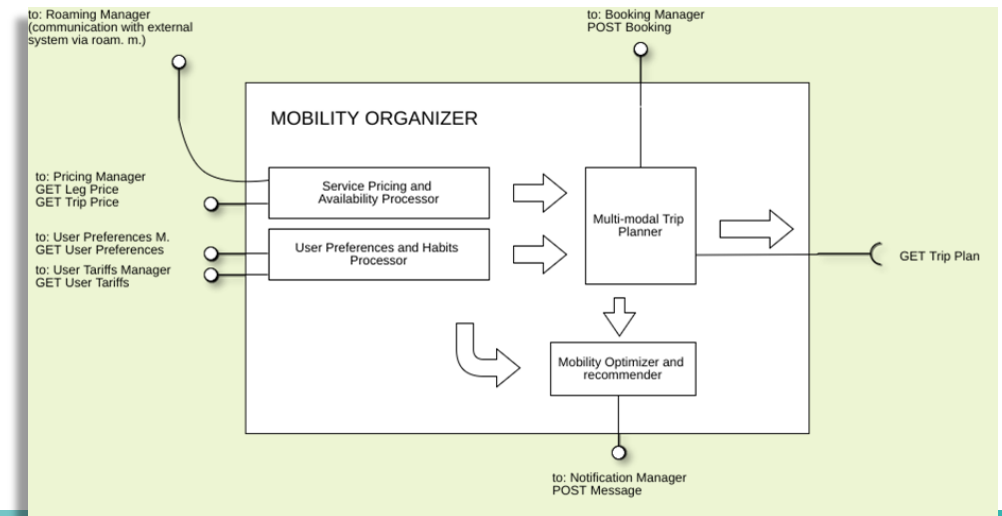 to: Roaming Manager
(communication with external
system via roam. m.)
to: Booking Manager
POST Booking
MOBILITY ORGANIZER
to: Pricing Manager
GET Leg Price
GET Trip Price
Service Pricing and
Availability Processor
Multi-modal Trip
Planner
to: User Preferences M.
GET User Preferences
to: User Tariffs Manager
GET User Tariffs
User Preferences and Habits
Processor
GET Trip Plan
Mobility Optimizer and
recommender
to: Notification Manager
POST Message